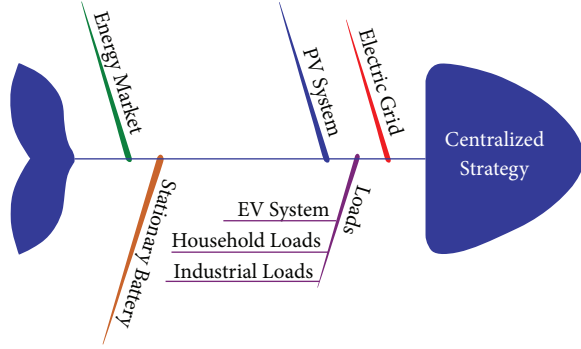 Energy Market
PV System
Electric Grid
Centralized
Strategy
Stationary Battery
Loads
EV System
Household Loads
Industrial Loads